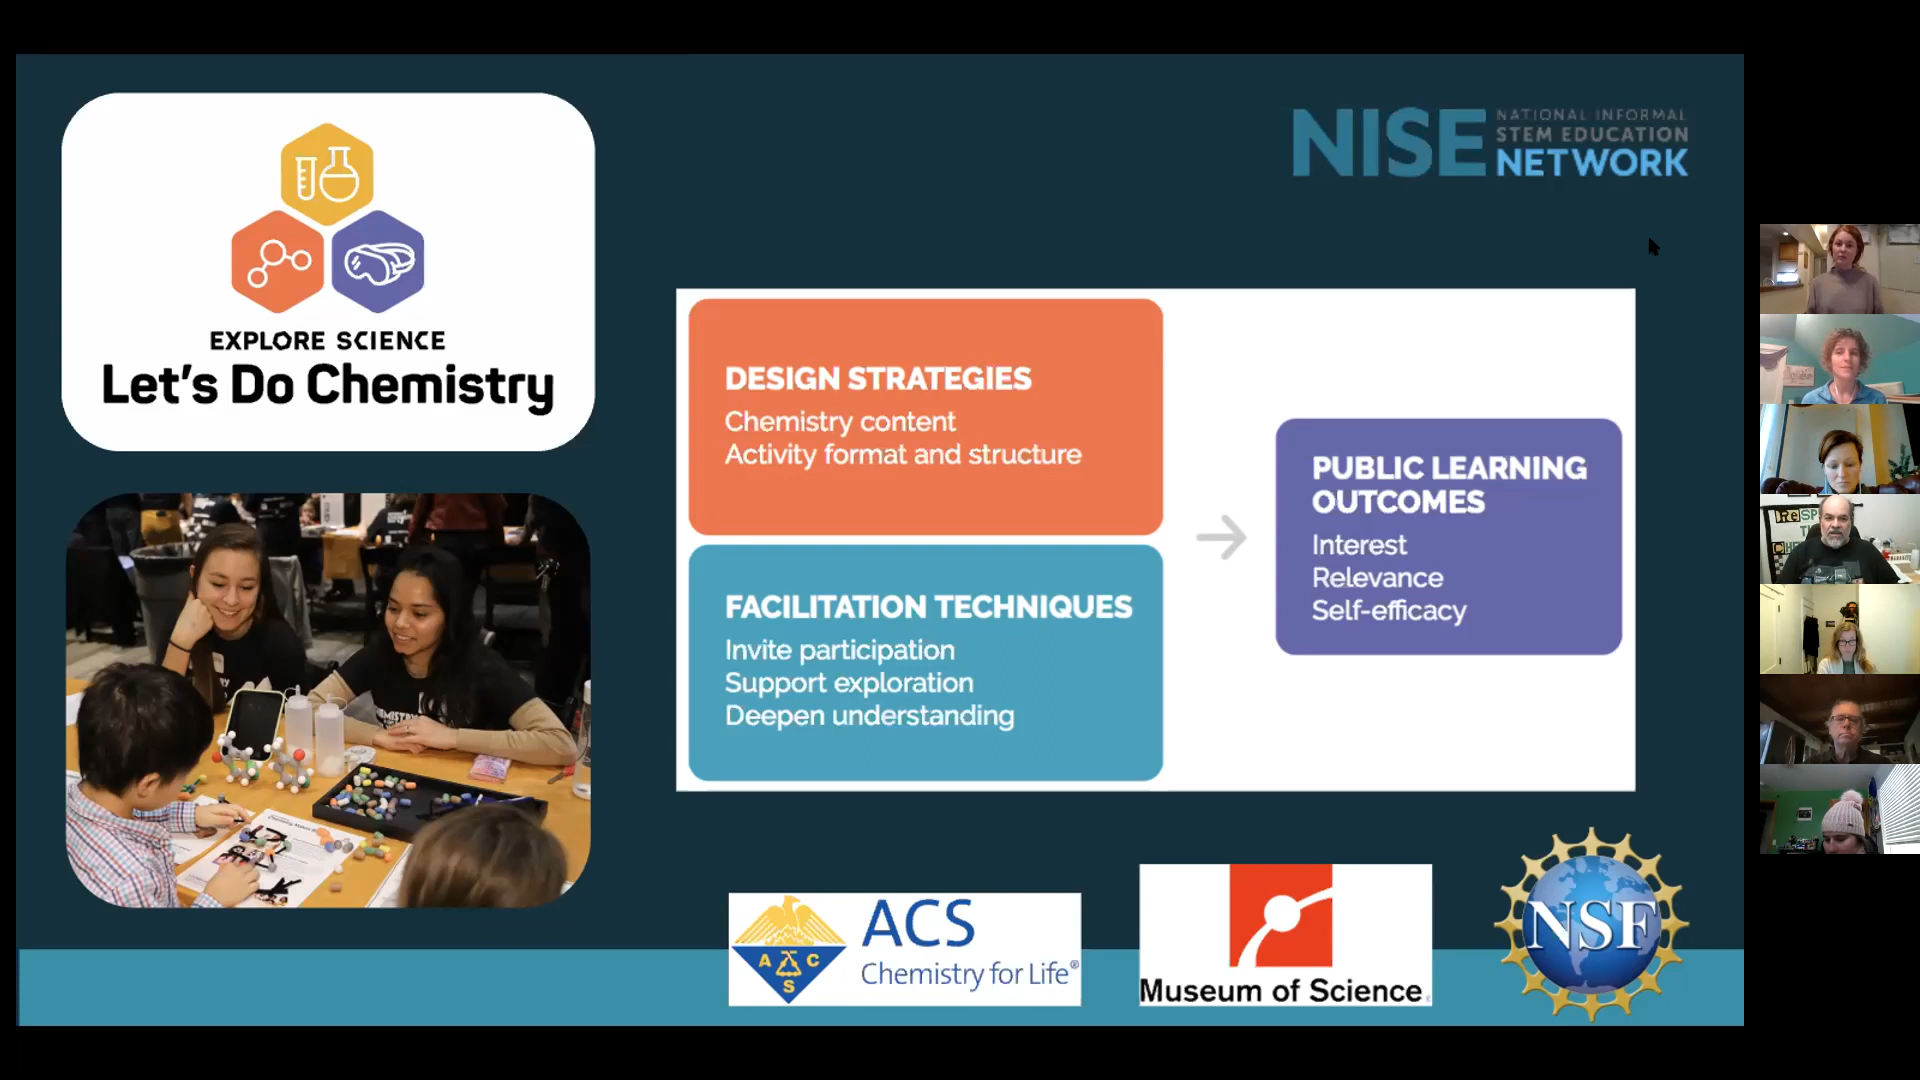 EXPLORE SCIENCE
Let's Do Chemistry
NISE
NATIONAL INFORMAL
STEM EDUCATION
NETWORK
DESIGN STRATEGIES
Chemistry content
Activity format and structure
FACILITATION TECHNIQUES
Invite participation
Support exploration
Deepen understanding
PUBLIC LEARNING
OUTCOMES
Interest
Relevance
Self-efficacy
A C
S
ACS
Chemistry for Life®
Museum of Science
NSF